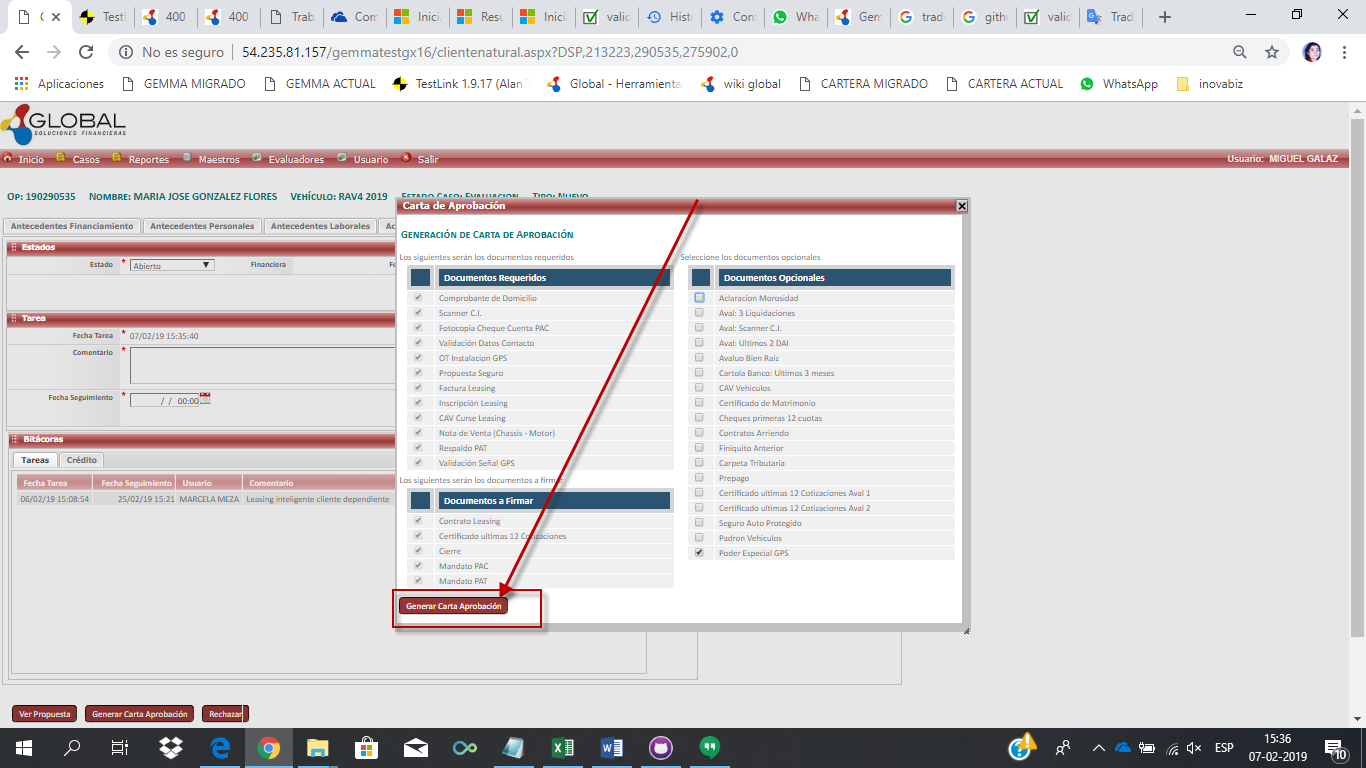 C
Test
400
400
Trab
Com
Inici
Resu
Inici
valic
Hist
Con
Wha
Gem
trad
gith
valic
Trad
No es seguro | 54.235.81.157/gemmatestgx16/clientenatural.aspx?DSP,213223,290535,275902,0
Aplicaciones GEMMA MIGRADO GEMMA ACTUAL TestLink 1.9.17 (Alan Global - Herramienta wiki global CARTERA MIGRADO CARTERA ACTUAL WhatsApp inovabiz
GLOBAL
SOLUCIONES FINANCIERAS
Inicio Casos Reportes Maestros Evaluadores Usuario Salir Usuario: MIGUEL GALAZ
OP: 190290535 NOMBRE: MARIA JOSE GONZALEZ FLORES VEHÍCULO: RAV4 2019 ESTADO CASO: EVALUACION TIPO: NUEVO
Antecedentes Financiamiento Antecedentes Personales Antecedentes Laborales Ac
Estados
Estado * Abierto Financiera Fe
Tarea
Fecha Tarea * 07/02/19 15:35:40
Comentario *
Fecha Seguimiento * / / 00:00
Bitácoras
Tareas Crédito
Fecha Tarea Fecha Seguimiento Usuario Comentario
06/02/19 15:08:54 25/02/19 15:21 MARCELA MEZA Leasing inteligente cliente dependiente
Ver Propuesta Generar Carta Aprobación Rechazar
Carta de Aprobación
GENERACIÓN DE CARTA DE APROBACIÓN
Los siguientes serán los documentos requeridos
Documentos Requeridos
Comprobante de Domicilio
Scanner C.I.
Fotocopia Cheque Cuenta PAC
Validación Datos Contacto
OT Instalacion GPS
Propuesta Seguro
Factura Leasing
Inscripción Leasing
CAV Curse Leasing
Nota de Venta (Chassis - Motor)
Respaldo PAT
Validación Señal GPS
Los siguientes serán los documentos a firmar
Documentos a Firmar
Contrato Leasing
Certificado ultimas 12 Cotizaciones
Cierre
Mandato PAC
Mandato PAT
Generar Carta Aprobación
Seleccione los documentos opcionales
Documentos Opcionales
Aclaracion Morosidad
Aval: 3 Liquidaciones
Aval: Scanner C.I.
Aval: Ultimos 2 DAI
Avaluo Bien Raiz
Cartola Banco: Ultimos 3 meses
CAV Vehiculos
Certificado de Matrimonio
Cheques primeras 12 cuotas
Contratos Arriendo
Finiquito Anterior
Carpeta Tributaria
Prepago
Certificado ultimas 12 Cotizaciones Aval 1
Certificado ultimas 12 Cotizaciones Aval 2
Seguro Auto Protegido
Padron Vehiculos
Poder Especial GPS
ESP
15:36
07-02-2019
10